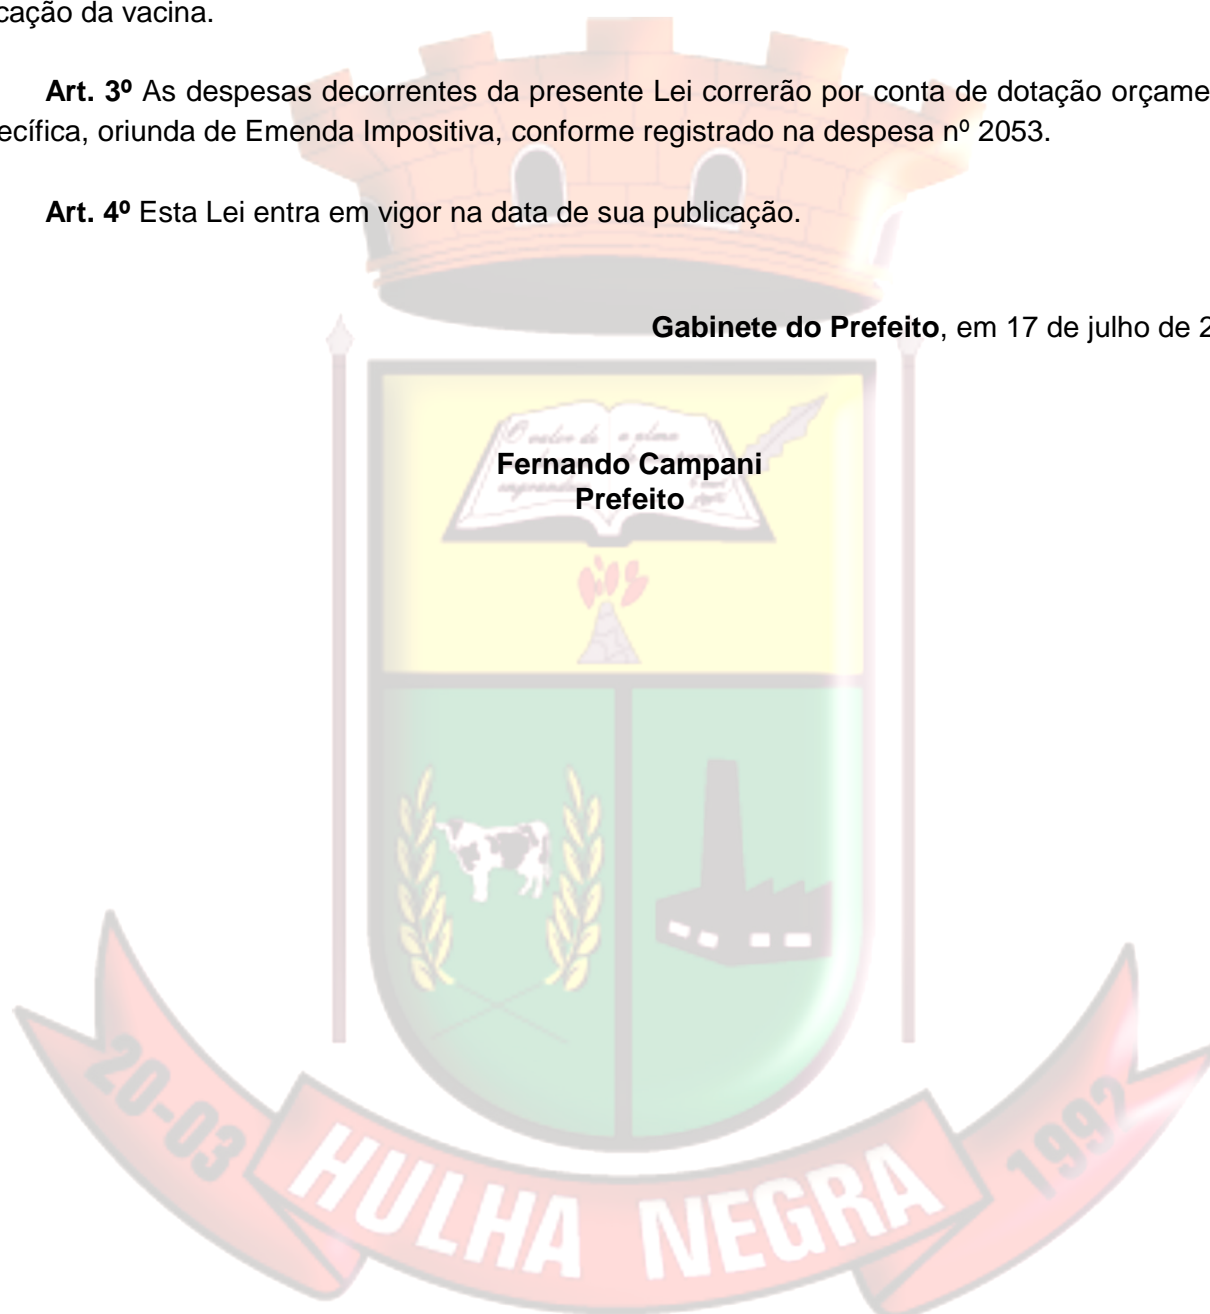 cação da vacina.
Art. 3º As despesas decorrentes da presente Lei correrão por conta de dotação orçame
ecífica, oriunda de Emenda Impositiva, conforme registrado na despesa nº 2053.
Art. 4º Esta Lei entra em vigor na data de sua publicação.
Gabinete do Prefeito, em 17 de julho de 2
O valor de a alma
Fernando Campani
Prefeito
20-03 HULHA NEGRA 1992